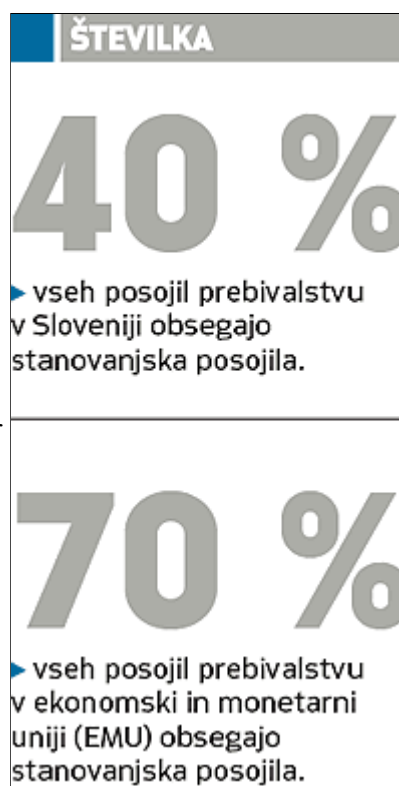 ŠTEVILKA
40 %
vseh posojil prebivalstvu
v Sloveniji obsegajo
stanovanjska posojila.
70 %
vseh posojil prebivalstvu
v ekonomski in monetarni
uniji (EMU) obsegajo
stanovanjska posojila.